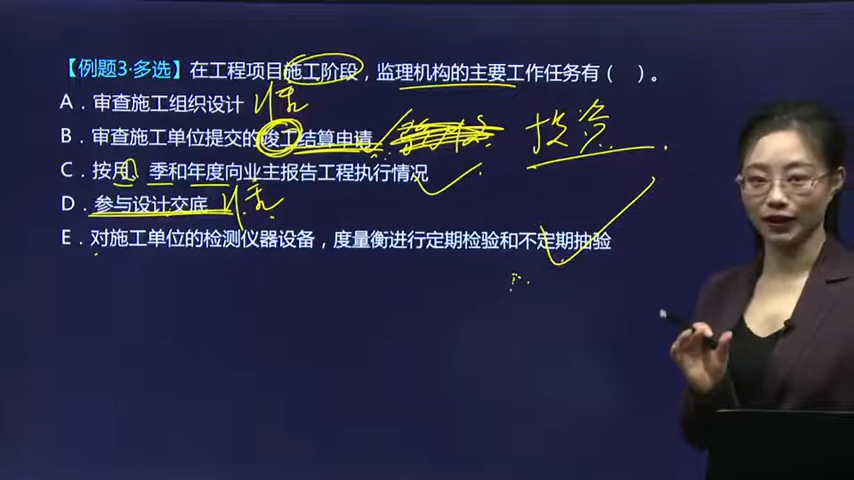 【例题3·多选】在工程项目施工阶段，监理机构的主要工作任务有（ ）。
A．审查施工组织设计
B．审查施工单位提交的竣工结算申请 投资
C．按月、季和年度向业主报告工程执行情况
D．参与设计交底
E．对施工单位的检测仪器设备，度量衡进行定期检验和不定期抽验